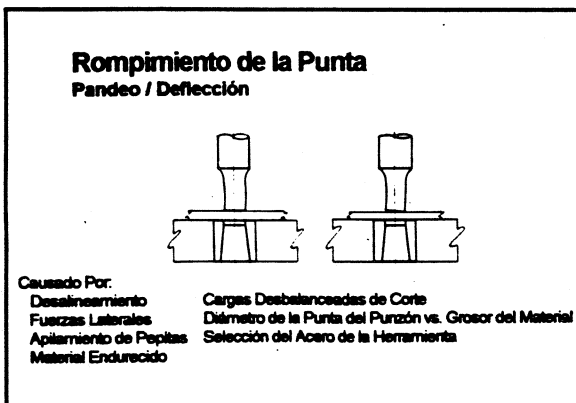 Rompimiento de la Punta
Pandeo / Deflección
Causado Por:
Desalineamiento
Fuerzas Laterales
Apilamiento de Pepitas
Material Endurecido
Cargas Desbalanceadas de Corte
Diámetro de la Punta del Punzón vs. Grosor del Material
Selección del Acero de la Herramienta